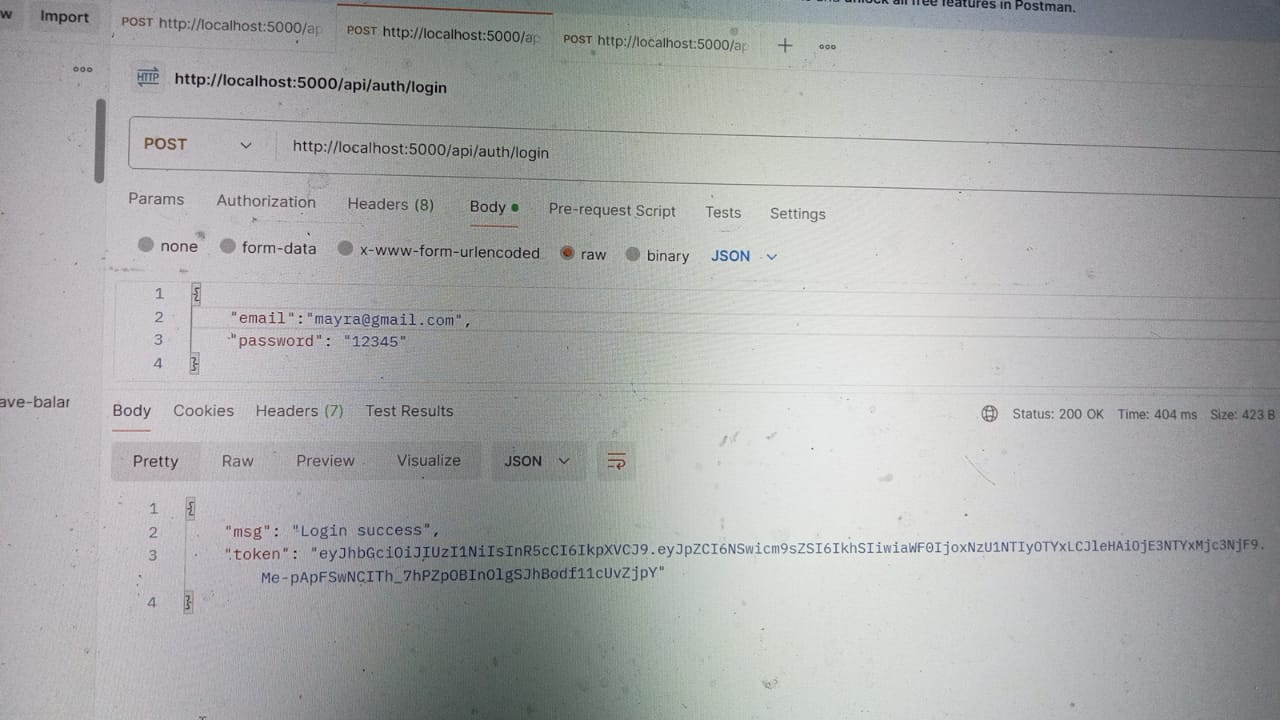 w Import POST http://localhost:5000/ap POST http://localhost:5000/ap POST http://localhost:5000/ap + ooo
all free features in Postman.
ooo
HTTP http://localhost:5000/api/auth/login
POST http://localhost:5000/api/auth/login
Params Authorization Headers (8) Body Pre-request Script Tests Settings
none form-data x-www-form-urlencoded raw binary JSON
1 {
2 "email":"mayra@gmail.com",
3 "password": "12345"
4 }
ave-balar
Body Cookies Headers (7) Test Results Status: 200 OK Time: 404 ms Size: 423 B
Pretty Raw Preview Visualize JSON
1 {
2 "msg": "Login success",
3 "token": "eyJhbGciOiJIUzI1NiIsInR5cCI6IkpXVCJ9.eyJpZCI6NSwicm9sZSI6IkhSIiwiaWF0IjoxNzU1NTIyOTYxLCJleHAiOjE3NTYxMjc3NjF9.
Me-pApFSwNCITh_7hPZpOBInOlgSJhBodf11cUvZjpY"
4 }